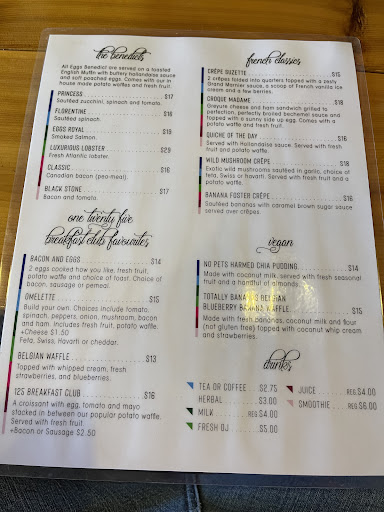 the benedicts
All Eggs Benedict are served on a toasted
English Muffin with buttery hollandaise sauce and
soft poached eggs. Comes with our in
house made potato waffles and fresh fruit.
PRINCESS $17
Sautéed zucchini, spinach and tomato.
FLORENTINE $16
Sautéed spinach.
EGGS ROYAL $19
Smoked Salmon.
LUXURIOUS LOBSTER $29
Fresh Atlantic lobster.
CLASSIC $16
Canadian bacon (pea-meal).
BLACK STONE $17
Bacon and tomato.
one twenty five
breakfast club favourites
BACON AND EGGS $14
2 eggs cooked how you like, fresh fruit,
potato waffle and choice of toast. Choice of
bacon, sausage or pemeal.
OMELETTE $15
Build your own. Choices include tomato,
spinach, peppers, onion, mushroom, bacon
and ham. Includes fresh fruit, potato waffle.
+Cheese $1.50
Feta, Swiss, Havarti or cheddar.
BELGIAN WAFFLE $13
Topped with whipped cream, fresh
strawberries, and blueberries.
125 BREAKFAST CLUB $16
A croissant with egg, tomato and mayo
stacked in between our popular potato waffle.
Served with fresh fruit.
+Bacon or Sausage $2.50
french classics
CRÊPE SUZETTE $15
2 crêpes folded into quarters topped with a zesty
Grand Marnier sauce, a scoop of French vanilla ice
cream and a few berries.
CROQUE MADAME $18
Gruyere cheese and ham sandwich grilled to
perfection, perfectly broiled bechemel sauce and
topped with a sunny side up egg. Comes with a
potato waffle and fresh fruit.
QUICHE OF THE DAY $15
Served with Hollandaise sauce. Served with fresh
fruit and potato waffle.
WILD MUSHROOM CRÊPE $18
Exotic wild mushrooms sautéed in garlic, choice of
feta, Swiss or havarti. Served with fresh fruit and a
potato waffle.
BANANA FOSTER CRÊPE $16
Sautéed bananas with caramel brown sugar sauce
served over crêpes.
vegan
NO PETS HARMED CHIA PUDDING $14
Made with coconut milk, served with fresh seasonal
fruit and a handful of almonds.
TOTALLY BANANAS BELGIAN
BLUEBERRY BANANA WAFFLE $15
Made with fresh bananas, coconut milk and flour
(not gluten free) topped with coconut whip cream
and strawberries.
drinks
TEA OR COFFEE $2.75
HERBAL $3.00
MILK REG $4.00
FRESH OJ $5.00
JUICE REG $4.00
SMOOTHIE REG $6.00